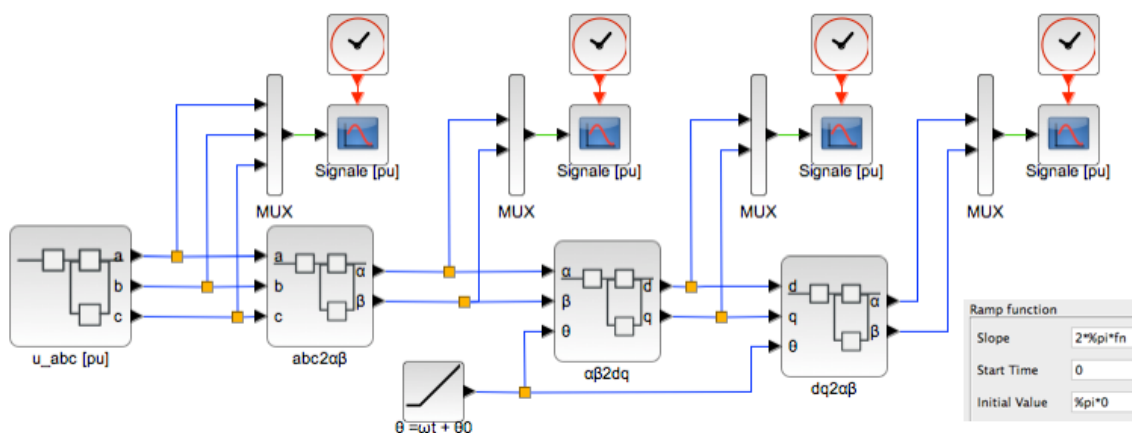 Signale [pu]
Signale [pu]
Signale [pu]
Signale [pu]
MUX
MUX
MUX
MUX
a
b
c
u_abc [pu]
a
b
c
α
β
abc2αβ
α
β
θ
d
q
αβ2dq
d
q
θ
α
β
dq2αβ
θ =ωt + θ0
Ramp function
Slope 2*%pi*fn
Start Time 0
Initial Value %pi*0